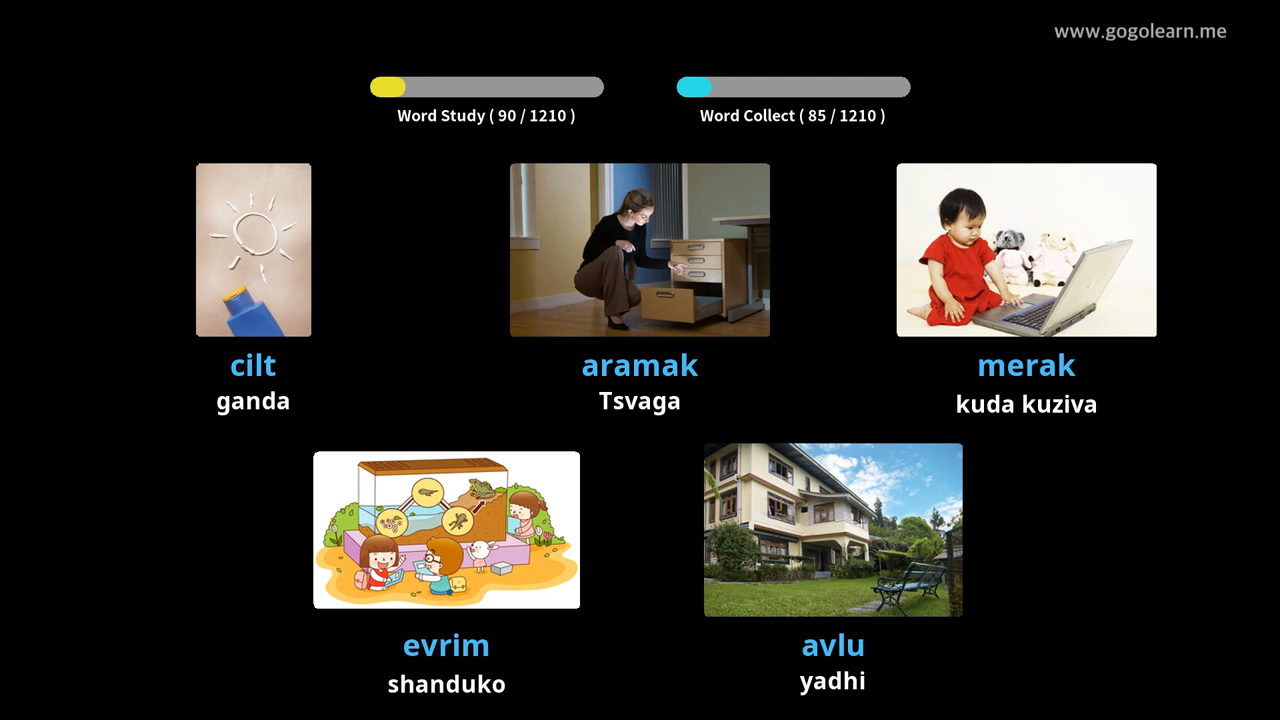 www.gogolearn.me
Word Study ( 90 / 1210 )
Word Collect ( 85 / 1210 )
cilt
ganda
aramak
Tsvaga
merak
kuda kuziva
evrim
shanduko
avlu
yadhi